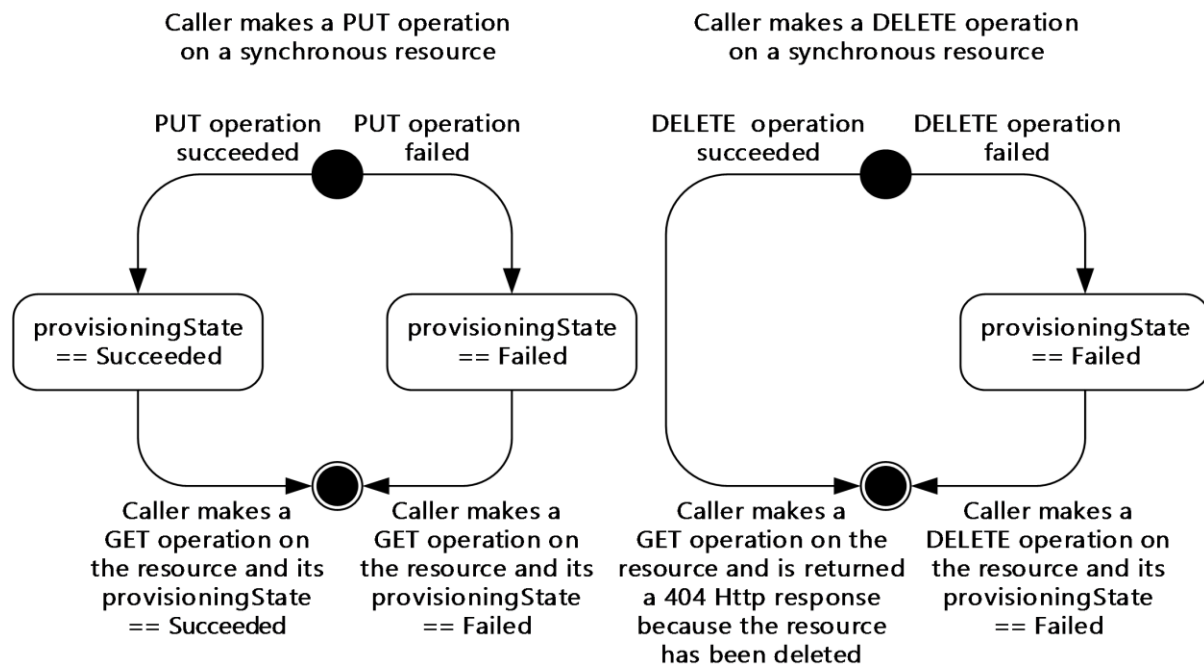 Caller makes a PUT operation
on a synchronous resource
PUT operation
succeeded
PUT operation
failed
provisioningState
== Succeeded
provisioningState
== Failed
Caller makes a
GET operation on
the resource and its
provisioningState
== Succeeded
Caller makes a
GET operation on
the resource and its
provisioningState
== Failed
Caller makes a DELETE operation
on a synchronous resource
DELETE operation
succeeded
DELETE operation
failed
provisioningState
== Failed
Caller makes a
GET operation on the
resource and is returned
a 404 Http response
because the resource
has been deleted
Caller makes a
DELETE operation on
the resource and its
provisioningState
== Failed